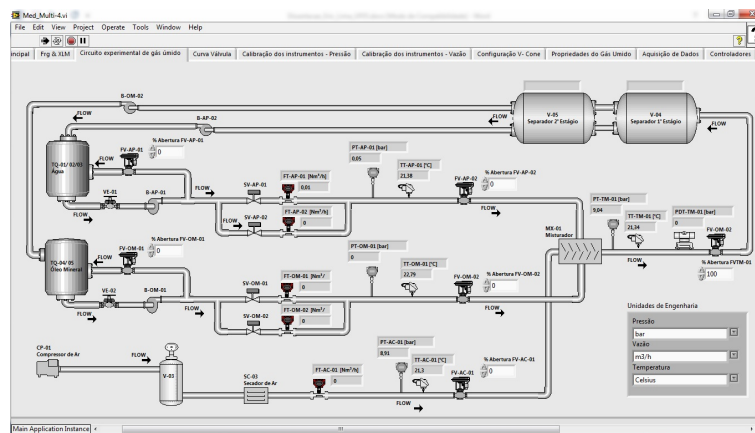 Med_Multi-4.vi
File Edit View Project Operate Tools Window Help
ncipal Frg & XLM Circuito experimental de gás úmido Curva Válvula Calibração dos instrumentos - Pressão Calibração dos instrumentos - Vazão Configuração V- Cone Propriedades do Gás Umido Aquisição de Dados Controladores
B-OM-02
FLOW
B-AP-02
FLOW
FLOW
V-05
Separador 2° Estágio
V-04
Separador 1° Estágio
FLOW
TQ-01/ 02/03
Água
FLOW
FV-AP-01
% Abertura FV-AP-01
0
VE-01
B-AP-01
FLOW
FLOW
SV-AP-01
FT-AP-01 [Nm³/h]
0,01
FLOW
SV-AP-02
FT-AP-02 [Nm³/h]
0
PT-AP-01 [bar]
0,05
TT-AP-01 [°C]
21,38
FV-AP-02
% Abertura FV-AP-02
0
FLOW
TQ-04/ 05
Óleo Mineral
FLOW
FV-OM-01
% Abertura FV-OM-01
0
VE-02
B-OM-01
FLOW
FLOW
SV-OM-01
FT-OM-01 [Nm³/
0
SV-OM-02
FT-OM-02 [Nm³/
0
PT-OM-01 [bar]
0
TT-OM-01 [°C]
22,79
FV-OM-02
% Abertura FV-OM-02
0
FLOW
MX-01
Misturador
PT-TM-01 [bar]
9,04
TT-TM-01 [°C]
21,34
PDT-TM-01 [bar]
0
FV-OM-02
FLOW
% Abertura FVTM-01
100
CP-01
Compressor de Ar
FLOW
V-03
SC-03
Secador de Ar
FT-AC-01 [Nm³/h]
0
PT-AC-01 [bar]
8,91
TT-AC-01 [°C]
21,3
FV-AC-01
% Abertura FV-AC-01
0
FLOW
Unidades de Engenharia
Pressão
bar
Vazão
m3/h
Temperatura
Celsius
Main Application Instance